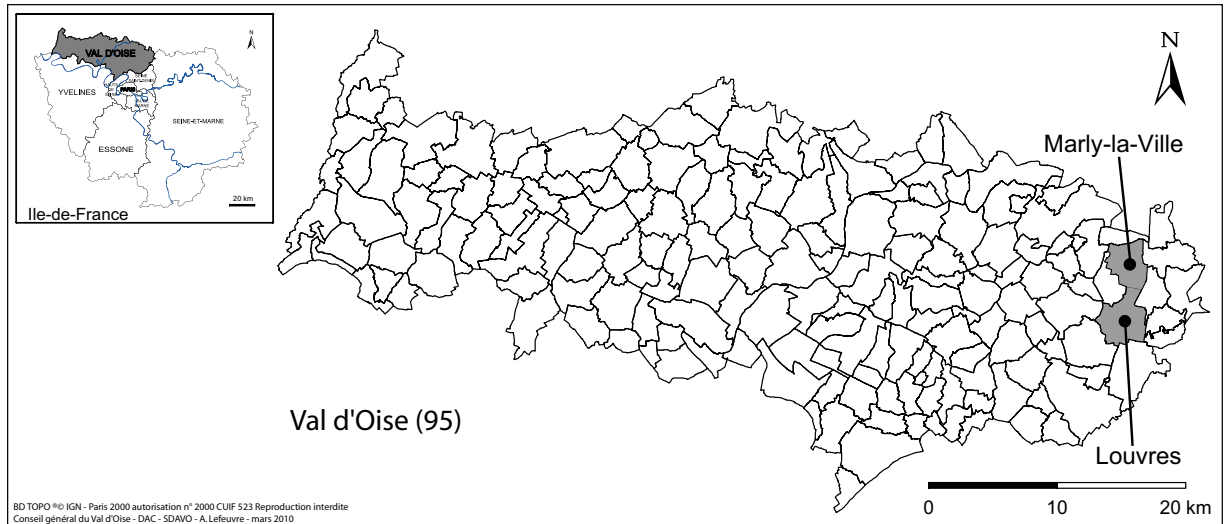 N
VAL D'OISE
YVELINES
PARIS
SEINE-ET-MARNE
ESSONE
20 km
Ile-de-France
N
Marly-la-Ville
Louvres
Val d'Oise (95)
0 10 20 km
BD TOPO ®© IGN - Paris 2000 autorisation n° 2000 CUIF 523 Reproduction interdite
Conseil général du Val d'Oise - DAC - SDAVO - A. Lefeuvre - mars 2010